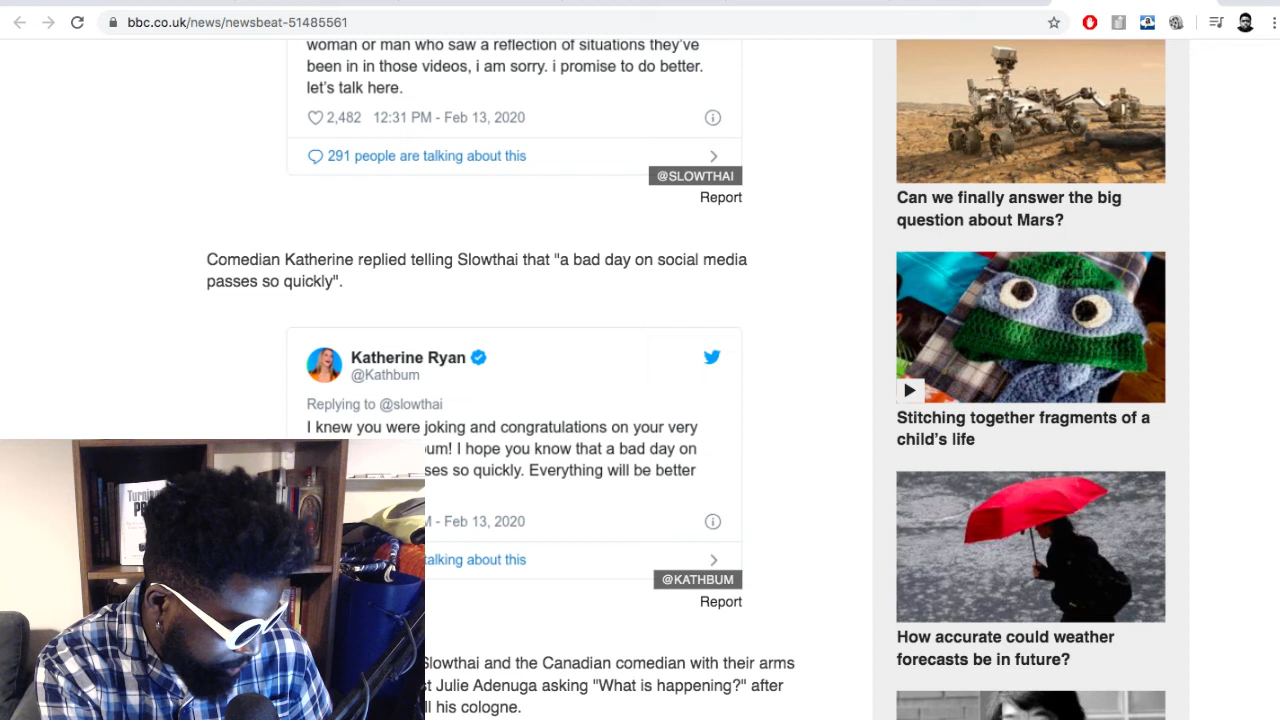 bbc.co.uk/news/newsbeat-51485561
woman or man who saw a reflection of situations they've
been in in those videos, i am sorry. i promise to do better.
let's talk here.
2,482 12:31 PM - Feb 13, 2020
291 people are talking about this
@SLOWTHAI
Report
Comedian Katherine replied telling Slowthai that "a bad day on social media
passes so quickly".
Katherine Ryan
@Kathbum
Replying to @slowthai
I knew you were joking and congratulations on your very
um! I hope you know that a bad day on
ses so quickly. Everything will be better
- Feb 13, 2020
talking about this
@KATHBUM
Report
Slowthai and the Canadian comedian with their arms
t Julie Adenuga asking "What is happening?" after
ll his cologne.
Can we finally answer the big
question about Mars?
Stitching together fragments of a
child's life
How accurate could weather
forecasts be in future?